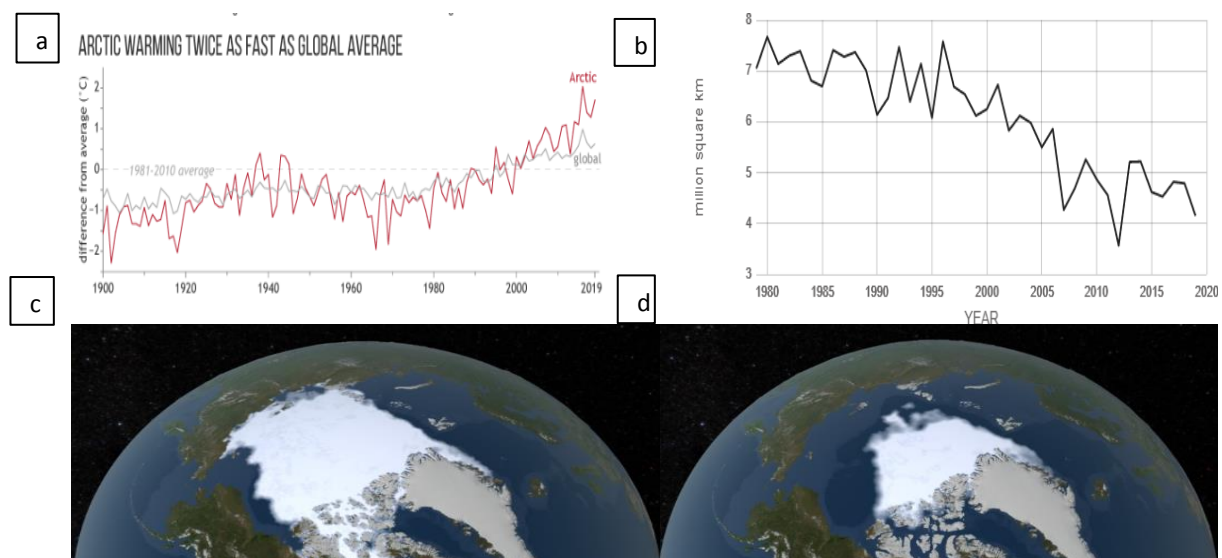 a
ARCTIC WARMING TWICE AS FAST AS GLOBAL AVERAGE
difference from average (°C)
2
1
0
−1
−2
Arctic
1981-2010 average
global
1900
1920
1940
1960
1980
2000
2019
b
million square km
8
7
6
5
4
3
1980
1985
1990
1995
2000
2005
2010
2015
2020
YEAR
c
d